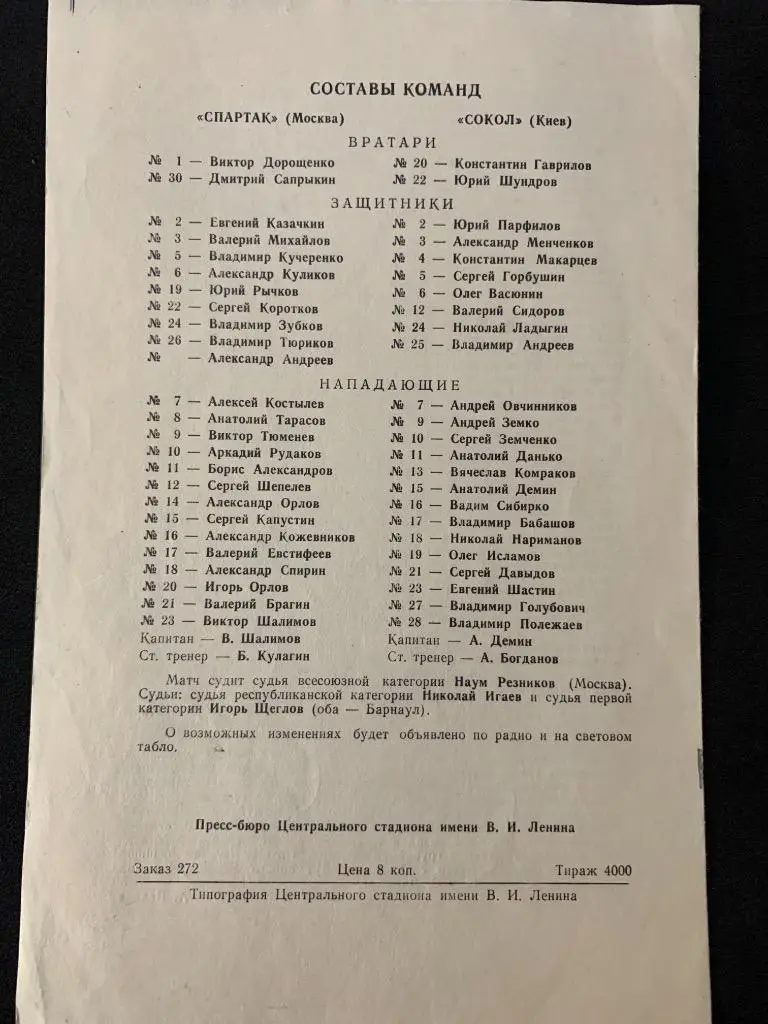 СОСТАВЫ КОМАНД
«СПАРТАК» (Москва) «СОКОЛ» (Киев)
ВРАТАРИ
№ 1 — Виктор Дорощенко № 20 — Константин Гаврилов
№ 30 — Дмитрий Сапрыкин № 22 — Юрий Шундров
ЗАЩИТНИКИ
№ 2 — Евгений Казачкин № 2 — Юрий Парфилов
№ 3 — Валерий Михайлов № 3 — Александр Менченков
№ 5 — Владимир Кучеренко № 4 — Константин Макарцев
№ 6 — Александр Куликов № 5 — Сергей Горбушин
№ 19 — Юрий Рычков № 6 — Олег Васюнин
№ 22 — Сергей Коротков № 12 — Валерий Сидоров
№ 24 — Владимир Зубков № 24 — Николай Ладыгин
№ 26 — Владимир Тюриков № 25 — Владимир Андреев
№ — Александр Андреев
НАПАДАЮЩИЕ
№ 7 — Алексей Костылев № 7 — Андрей Овчинников
№ 8 — Анатолий Тарасов № 9 — Андрей Земко
№ 9 — Виктор Тюменев № 10 — Сергей Земченко
№ 10 — Аркадий Рудаков № 11 — Анатолий Данько
№ 11 — Борис Александров № 13 — Вячеслав Комраков
№ 12 — Сергей Шепелев № 15 — Анатолий Демин
№ 14 — Александр Орлов № 16 — Вадим Сибирко
№ 15 — Сергей Капустин № 17 — Владимир Бабашов
№ 16 — Александр Кожевников № 18 — Николай Нариманов
№ 17 — Валерий Евстифеев № 19 — Олег Исламов
№ 18 — Александр Спирин № 21 — Сергей Давыдов
№ 20 — Игорь Орлов № 23 — Евгений Шастин
№ 21 — Валерий Брагин № 27 — Владимир Голубович
№ 23 — Виктор Шалимов № 28 — Владимир Полежаев
Капитан — В. Шалимов Капитан — А. Демин
Ст. тренер — Б. Кулагин Ст. тренер — А. Богданов
Матч судит судья всесоюзной категории Наум Резников (Москва).
Судьи: судья республиканской категории Николай Игаев и судья первой
категории Игорь Щеглов (оба — Барнаул).
О возможных изменениях будет объявлено по радио и на световом
табло.
Пресс-бюро Центрального стадиона имени В. И. Ленина
Заказ 272 Цена 8 коп. Тираж 4000
Типография Центрального стадиона имени В. И. Ленина